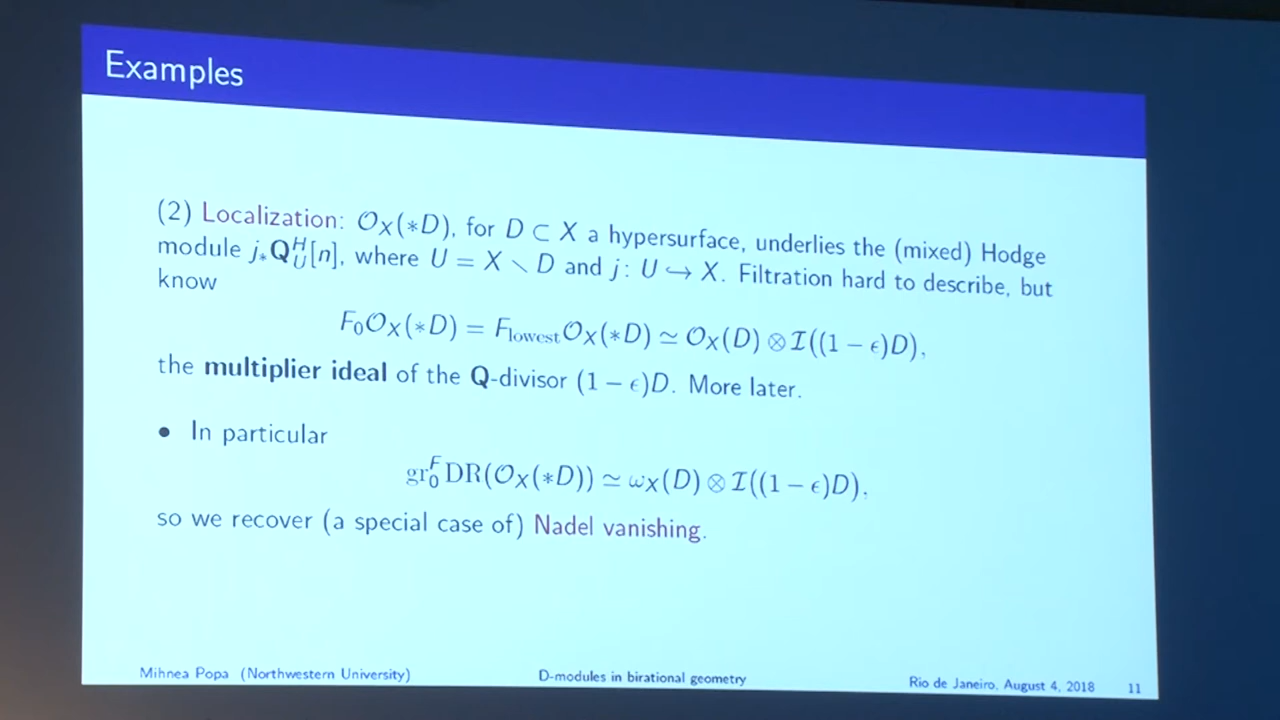 Examples
(2) Localization: 𝒪_X(∗D), for D ⊂ X a hypersurface, underlies the (mixed) Hodge
module j_*Q_U^H[n], where U = X ∖ D and j: U ↪ X. Filtration hard to describe, but
know
F_0𝒪_X(∗D) = F_lowest𝒪_X(∗D) ≃ 𝒪_X(D) ⊗ ℐ((1 − ϵ)D),
the multiplier ideal of the Q-divisor (1 − ϵ)D. More later.
• In particular
gr_0^F DR(𝒪_X(∗D)) ≃ ω_X(D) ⊗ ℐ((1 − ϵ)D),
so we recover (a special case of) Nadel vanishing.
Mihnea Popa (Northwestern University) D-modules in birational geometry Rio de Janeiro, August 4, 2018 11